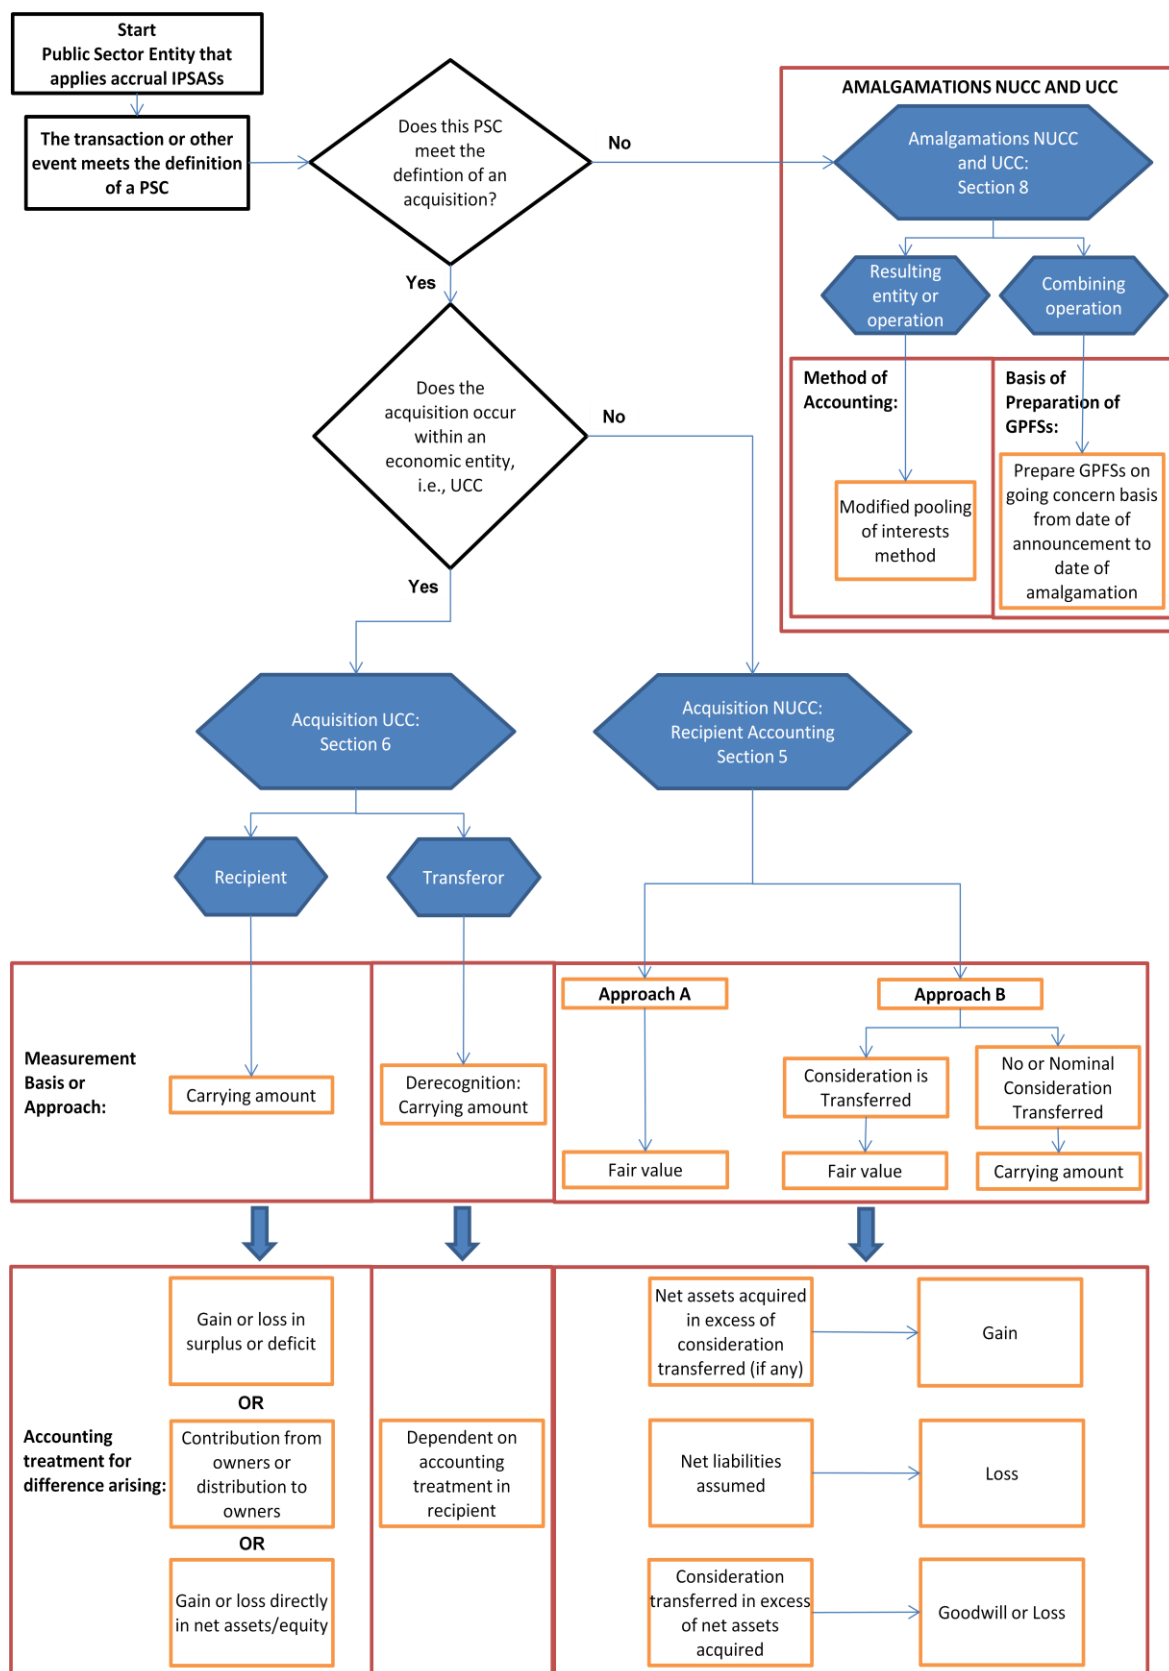 Start
Public Sector Entity that
applies accrual IPSASs
The transaction or other
event meets the definition
of a PSC
Does this PSC
meet the
defintion of an
acquisition?
No
Yes
AMALGAMATIONS NUCC AND UCC
Amalgamations NUCC
and UCC:
Section 8
Resulting
entity or
operation
Combining
operation
Method of
Accounting:
Basis of
Preparation of
GPFSs:
Modified pooling
of interests
method
Prepare GPFSs on
going concern basis
from date of
announcement to
date of
amalgamation
Does the
acquisition occur
within an
economic entity,
i.e., UCC
No
Yes
Acquisition UCC:
Section 6
Acquisition NUCC:
Recipient Accounting
Section 5
Recipient
Transferor
Measurement
Basis or
Approach:
Carrying amount
Derecognition:
Carrying amount
Approach A
Approach B
Consideration is
Transferred
No or Nominal
Consideration
Transferred
Fair value
Fair value
Carrying amount
Accounting
treatment for
difference arising:
Gain or loss in
surplus or deficit
OR
Contribution from
owners or
distribution to
owners
OR
Gain or loss directly
in net assets/equity
Dependent on
accounting
treatment in
recipient
Net assets acquired
in excess of
consideration
transferred (if any)
Gain
Net liabilities
assumed
Loss
Consideration
transferred in excess
of net assets
acquired
Goodwill or Loss